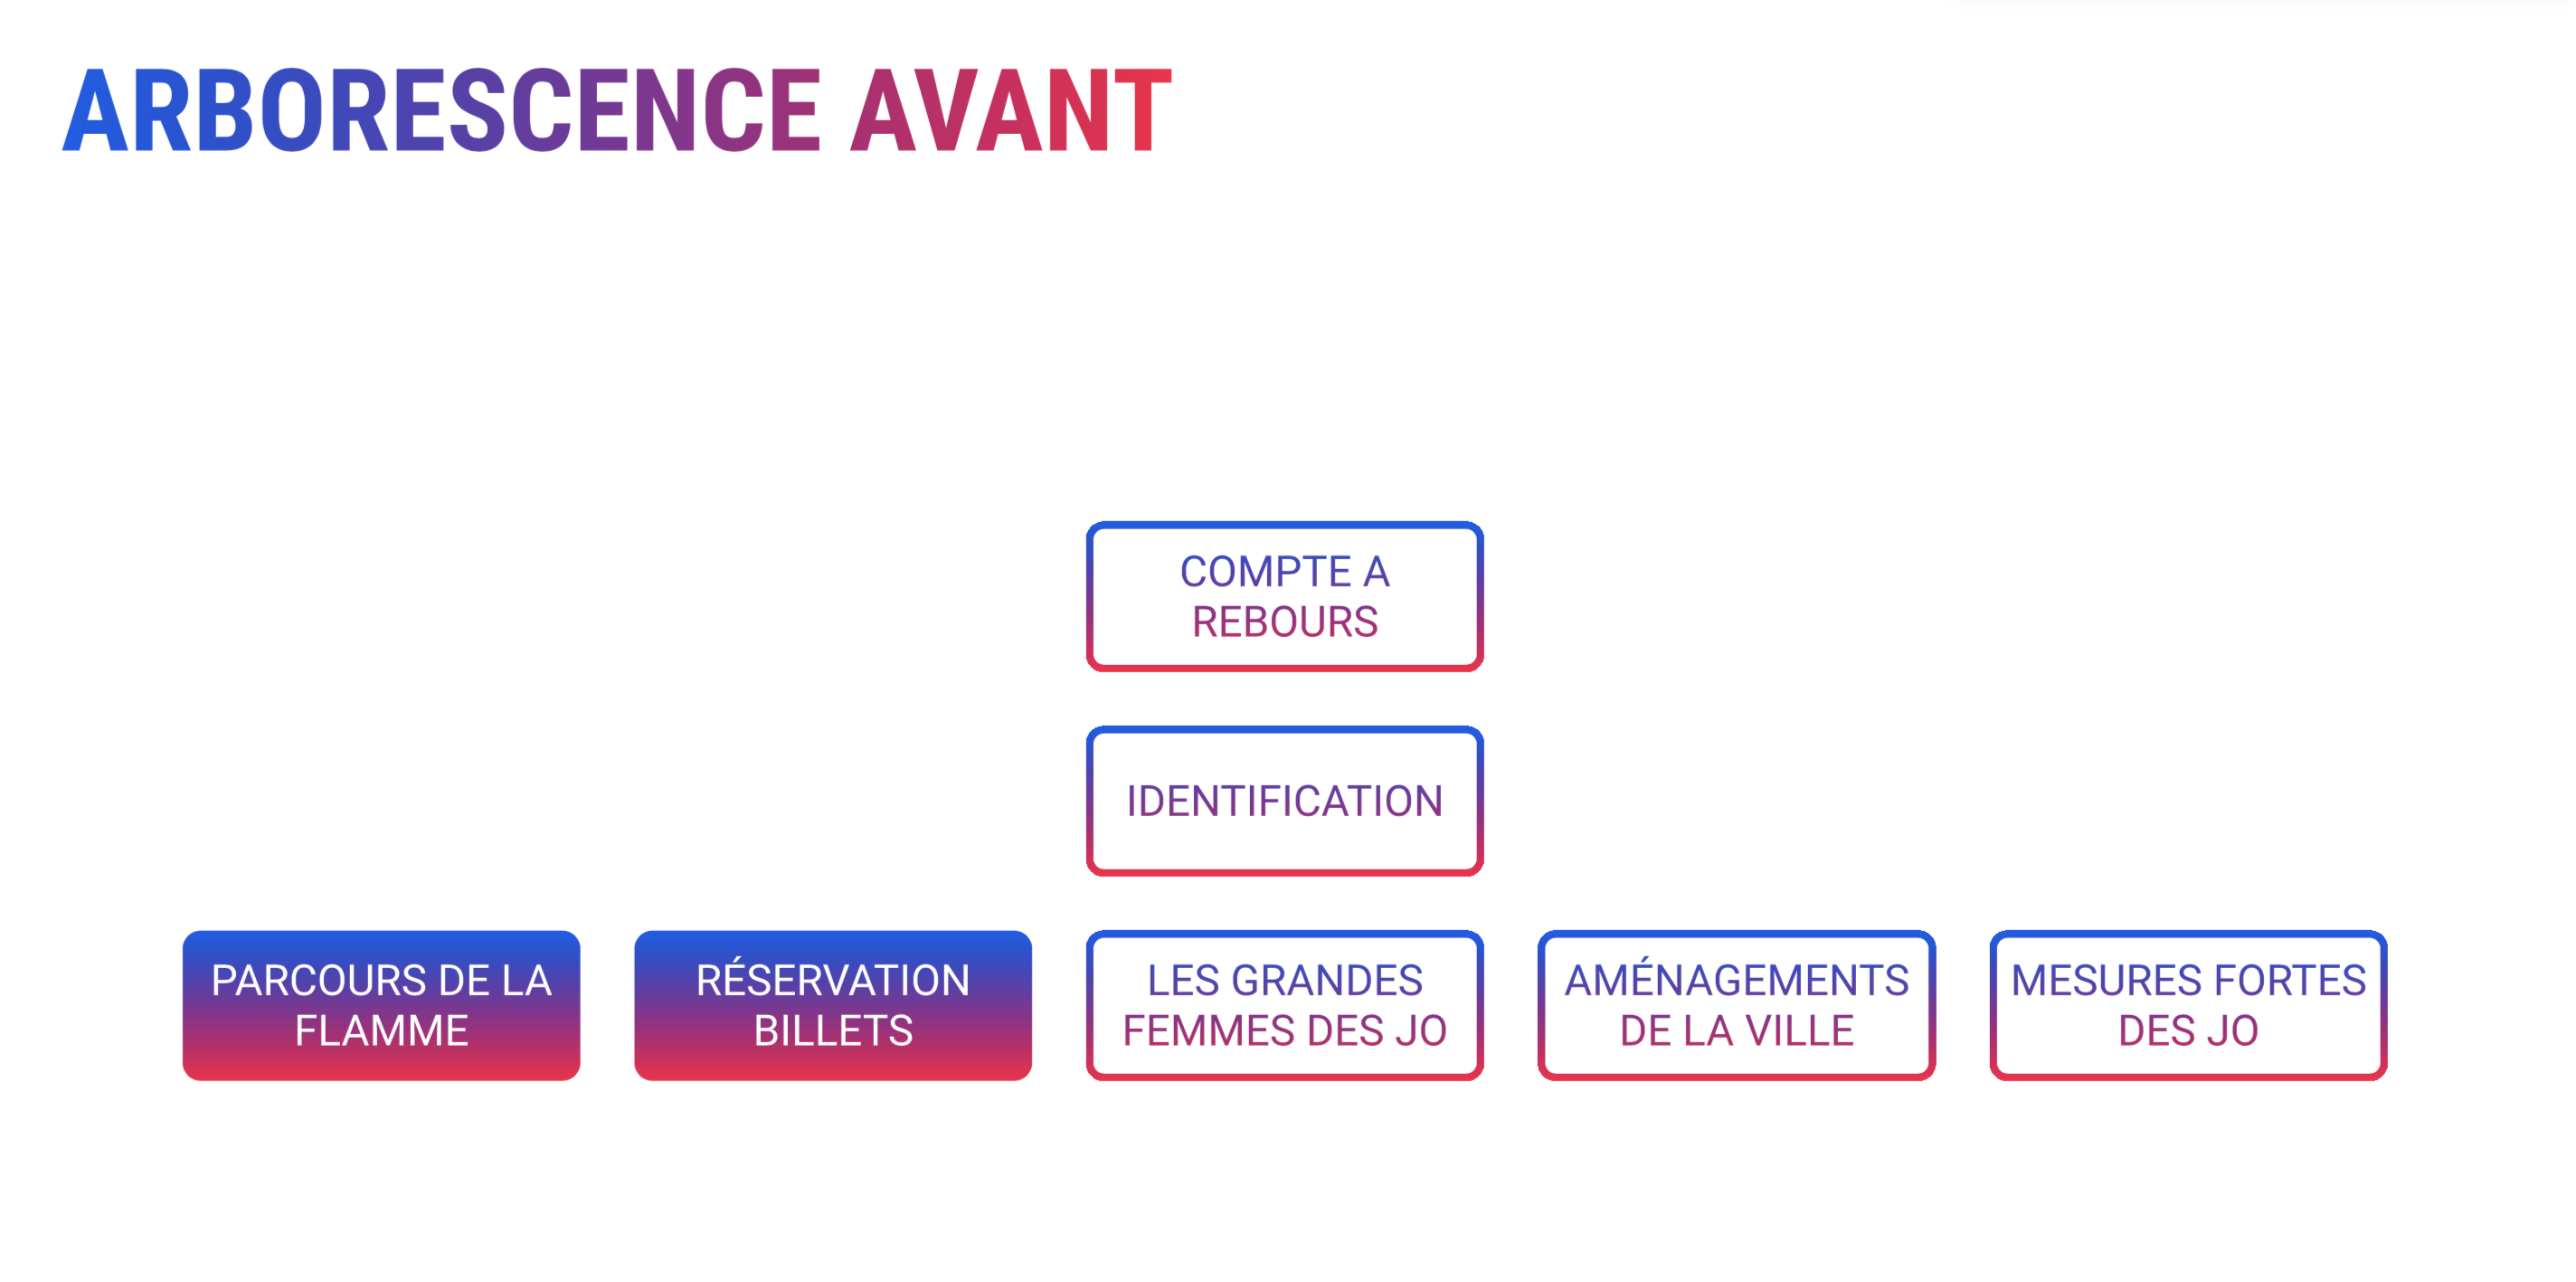 ARBORESCENCE AVANT
COMPTE A
REBOURS
IDENTIFICATION
PARCOURS DE LA
FLAMME
RÉSERVATION
BILLETS
LES GRANDES
FEMMES DES JO
AMÉNAGEMENTS
DE LA VILLE
MESURES FORTES
DES JO